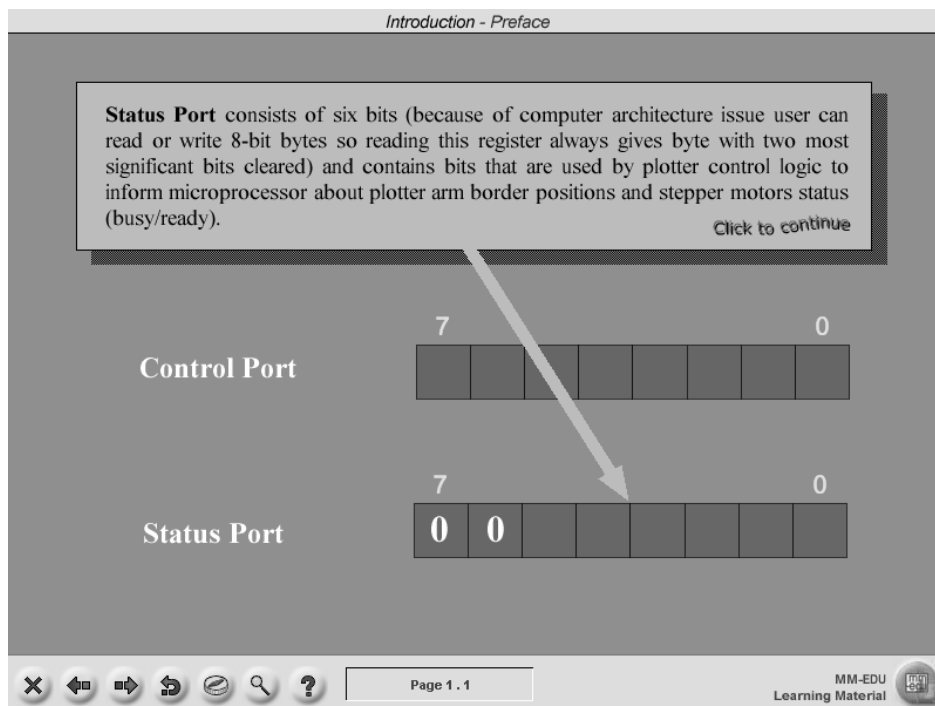 Introduction - Preface
Status Port consists of six bits (because of computer architecture issue user can
read or write 8-bit bytes so reading this register always gives byte with two most
significant bits cleared) and contains bits that are used by plotter control logic to
inform microprocessor about plotter arm border positions and stepper motors status
(busy/ready).
Click to continue
7 0
Control Port
7 0
Status Port 0 0
?
Page 1 . 1
MM-EDU
Learning Material